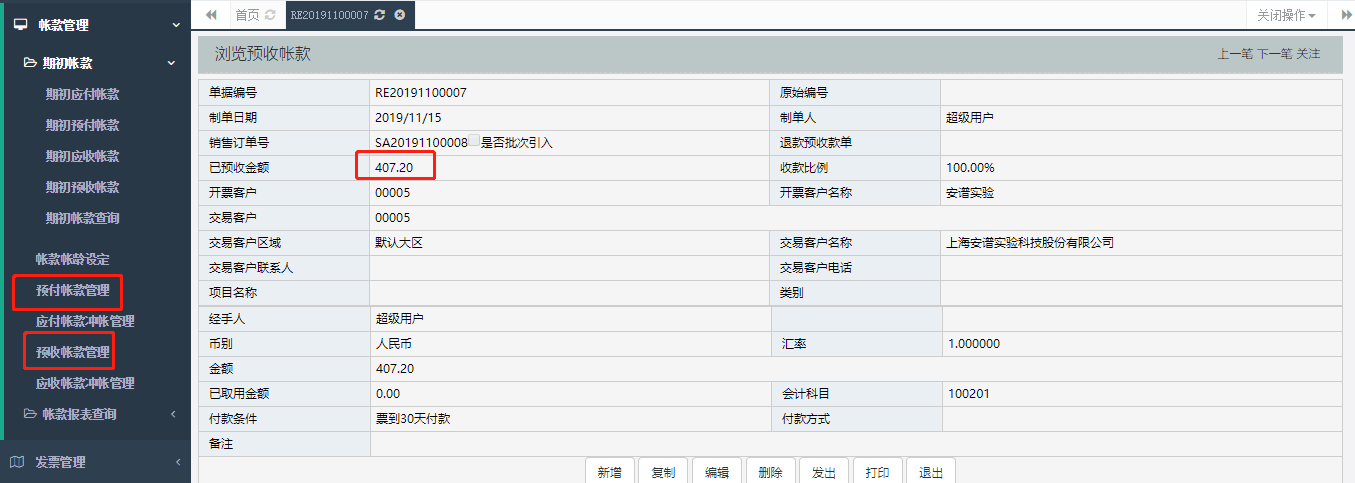 帐款管理
期初帐款
期初应付帐款
期初预付帐款
期初应收帐款
期初预收帐款
期初帐款查询
帐款帐龄设定
预付帐款管理
应付帐款冲帐管理
预收帐款管理
应收帐款冲帐管理
帐款报表查询
发票管理
首页 RE20191100007 关闭操作
浏览预收帐款 上一笔 下一笔 关注
单据编号 RE20191100007 原始编号
制单日期 2019/11/15 制单人 超级用户
销售订单号 SA20191100008 是否批次引入 退款预收款单
已预收金额 407.20 收款比例 100.00%
开票客户 00005 开票客户名称 安谱实验
交易客户 00005
交易客户区域 默认大区 交易客户名称 上海安谱实验科技股份有限公司
交易客户联系人 交易客户电话
项目名称 类别
经手人 超级用户
币别 人民币 汇率 1.000000
金额 407.20
已取用金额 0.00 会计科目 100201
付款条件 票到30天付款 付款方式
备注
新增 复制 编辑 删除 发出 打印 退出